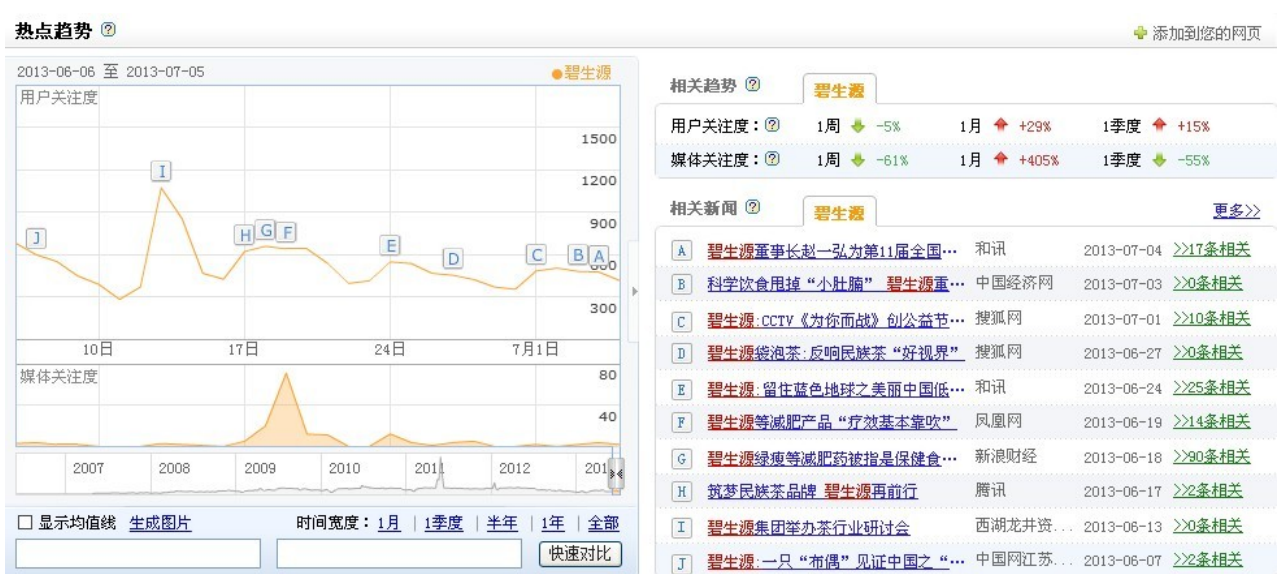 热点趋势
添加到您的网页
2013-06-06 至 2013-07-05 碧生源
用户关注度
1500
1200
900
600
300
J I H G F E D C B A
10日 17日 24日 7月1日
媒体关注度
80
40
2007 2008 2009 2010 2011 2012 201
显示均值线 生成图片 时间宽度：1月 | 1季度 | 半年 | 1年 | 全部
快速对比
相关趋势 碧生源
用户关注度： 1周 -5% 1月 +29% 1季度 +15%
媒体关注度： 1周 -61% 1月 +405% 1季度 -55%
相关新闻 碧生源 更多>>
A 碧生源董事长赵一弘为第11届全国… 和讯 2013-07-04 >>17条相关
B 科学饮食甩掉“小肚腩” 碧生源重… 中国经济网 2013-07-03 >>0条相关
C 碧生源:CCTV《为你而战》创公益节… 搜狐网 2013-07-01 >>10条相关
D 碧生源袋泡茶:反响民族茶“好视界” 搜狐网 2013-06-27 >>0条相关
E 碧生源:留住蓝色地球之美丽中国低… 和讯 2013-06-24 >>25条相关
F 碧生源等减肥产品“疗效基本靠吹” 凤凰网 2013-06-19 >>14条相关
G 碧生源绿瘦等减肥药被指是保健食… 新浪财经 2013-06-18 >>90条相关
H 筑梦民族茶品牌 碧生源再前行 腾讯 2013-06-17 >>2条相关
I 碧生源集团举办茶行业研讨会 西湖龙井资... 2013-06-13 >>0条相关
J 碧生源:一只“布偶”见证中国之“… 中国网江苏... 2013-06-07 >>2条相关